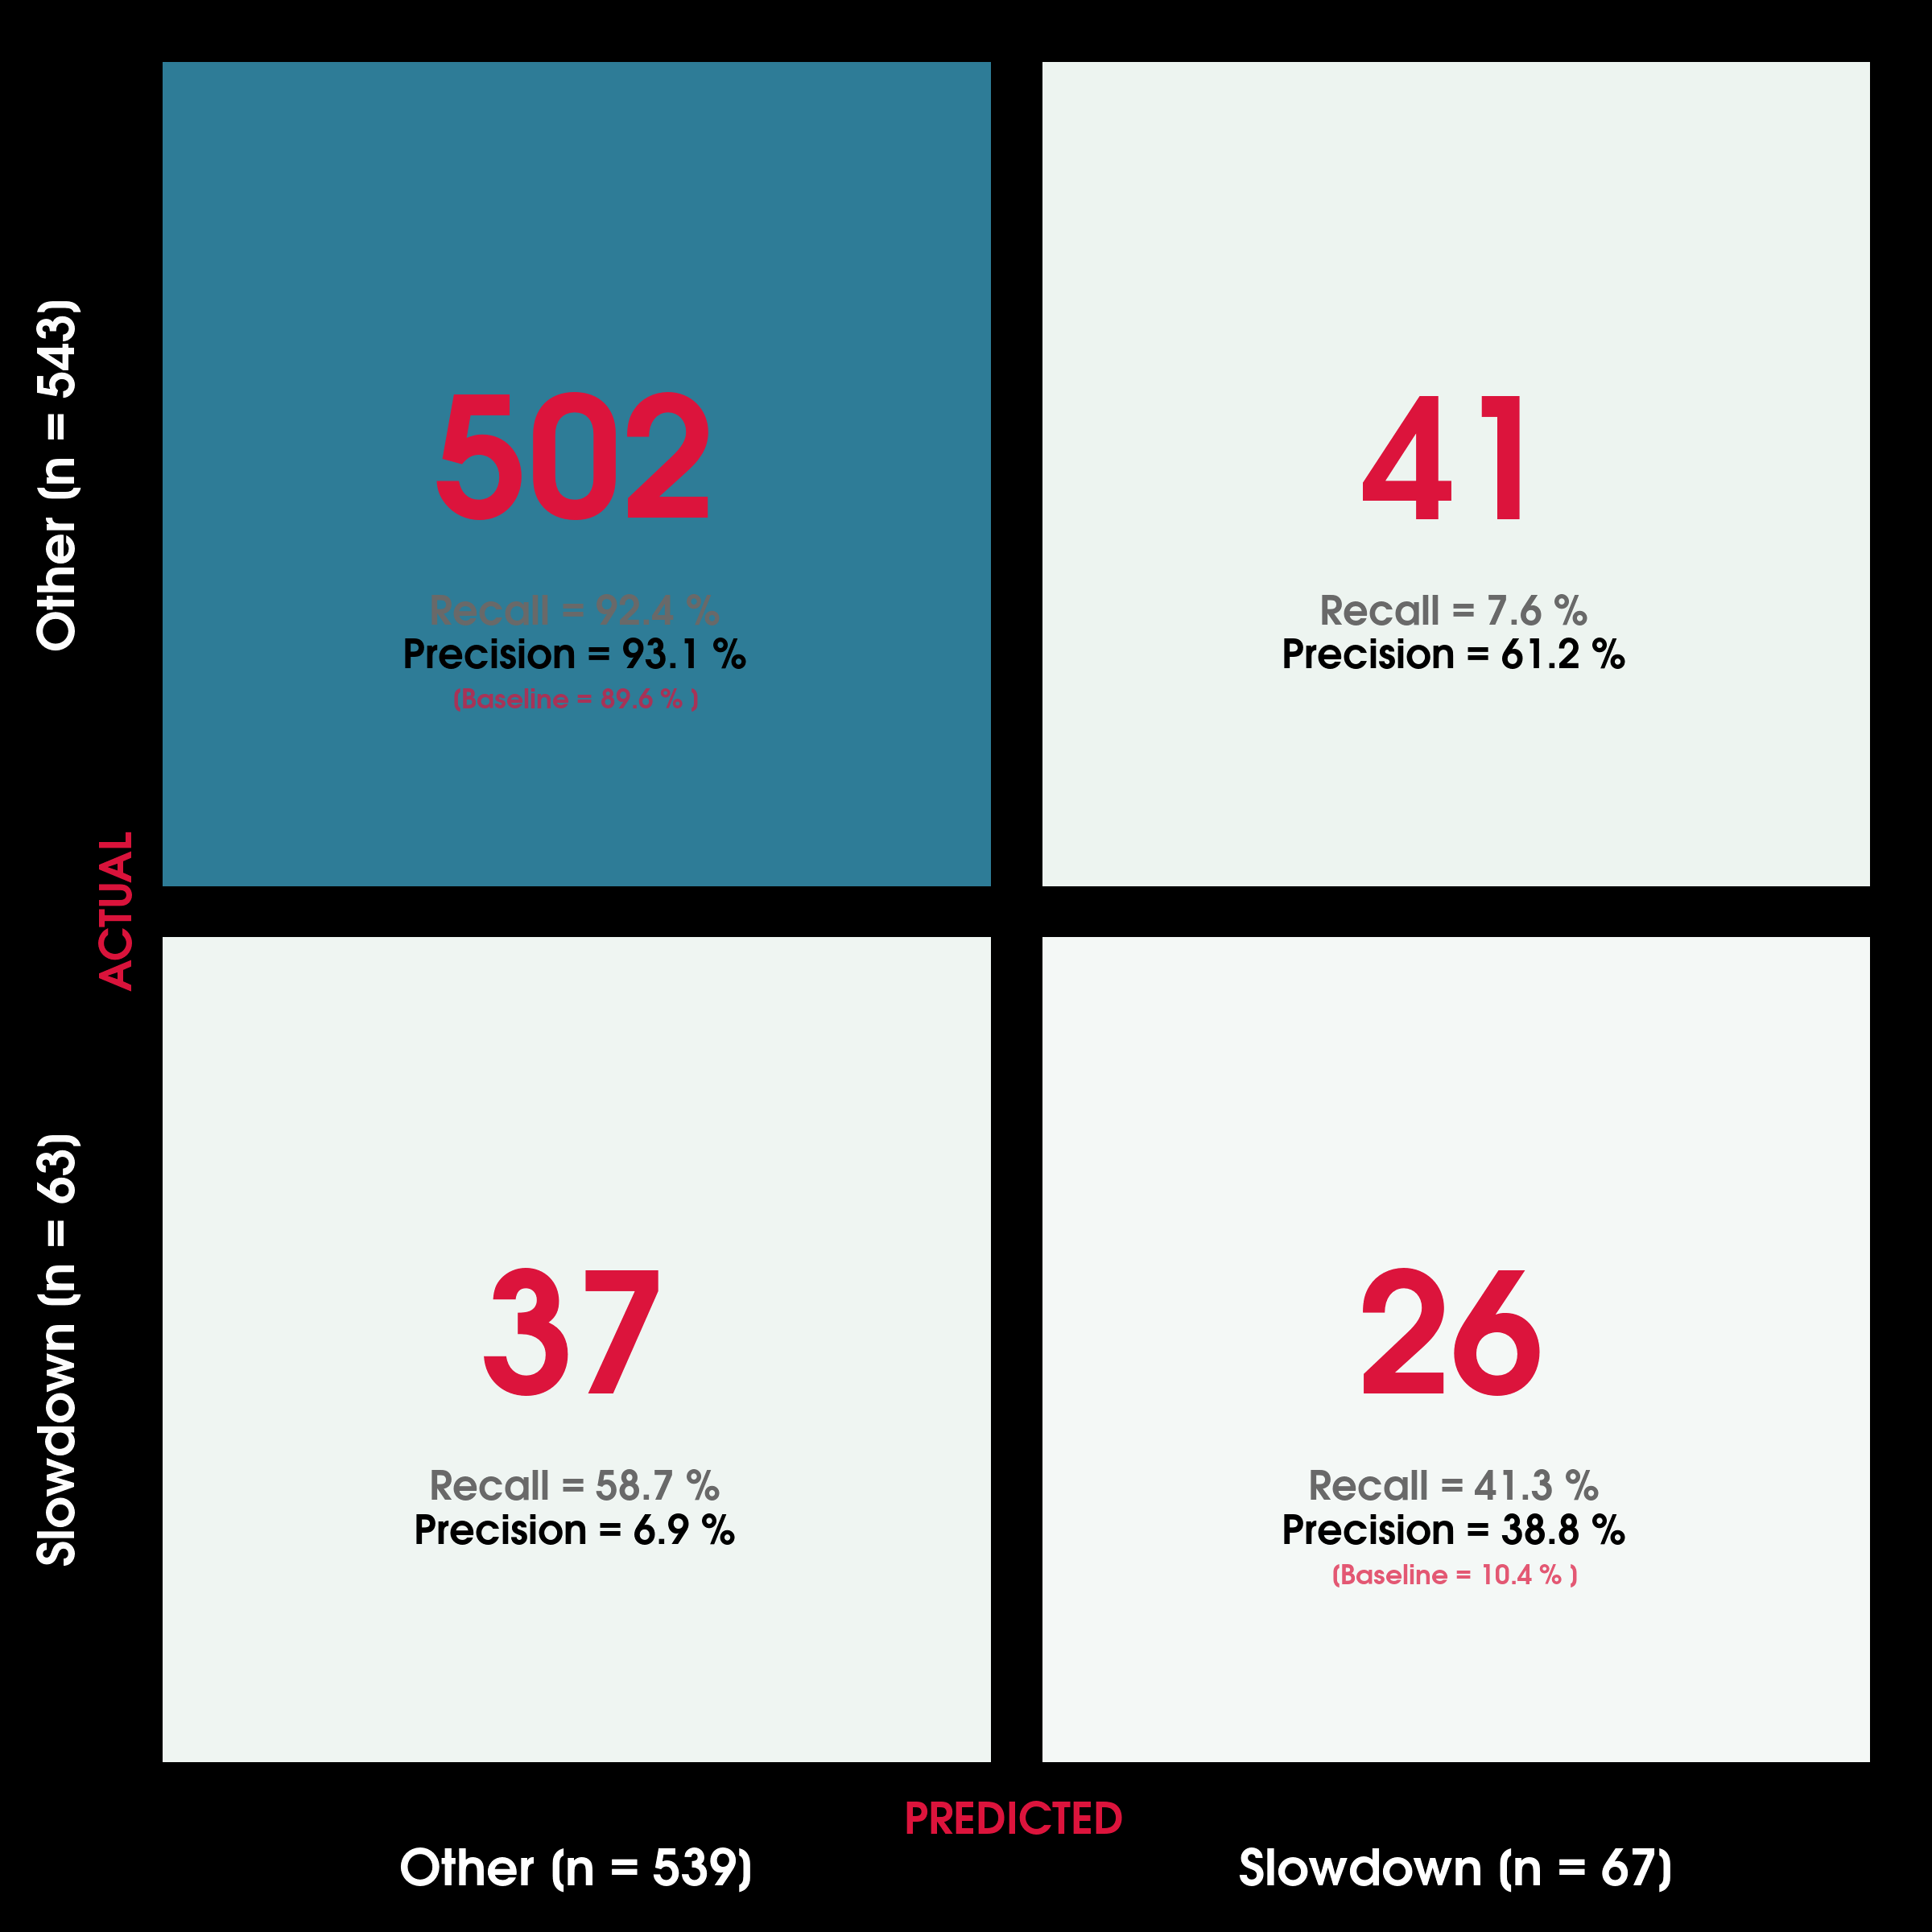 Other (n = 543)
502
Recall = 92.4 %
Precision = 93.1 %
(Baseline = 89.6 % )
41
Recall = 7.6 %
Precision = 61.2 %
ACTUAL
Slowdown (n = 63)
37
Recall = 58.7 %
Precision = 6.9 %
26
Recall = 41.3 %
Precision = 38.8 %
(Baseline = 10.4 % )
PREDICTED
Other (n = 539)
Slowdown (n = 67)